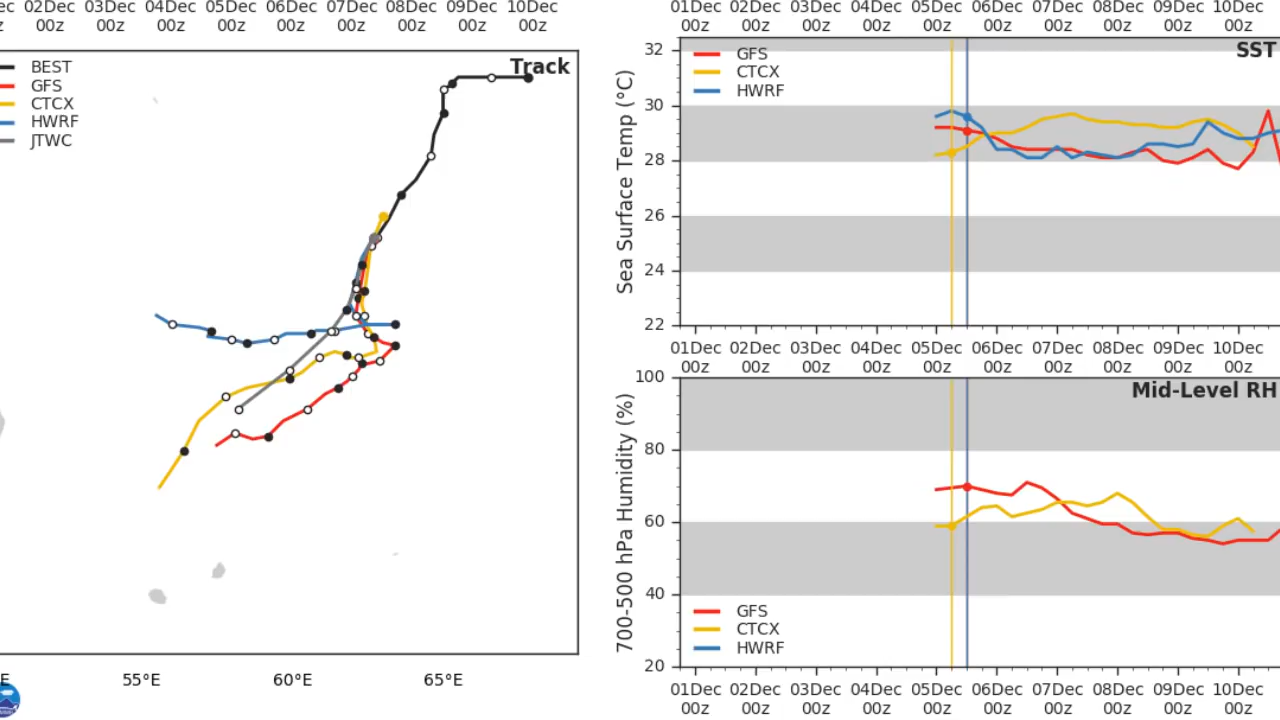 Dec 02Dec 03Dec 04Dec 05Dec 06Dec 07Dec 08Dec 09Dec 10Dec
z 00z 00z 00z 00z 00z 00z 00z 00z 00z
Track
BEST
GFS
CTCX
HWRF
JTWC
E 55°E 60°E 65°E
01Dec 02Dec 03Dec 04Dec 05Dec 06Dec 07Dec 08Dec 09Dec 10Dec
00z 00z 00z 00z 00z 00z 00z 00z 00z 00z
SST
GFS
CTCX
HWRF
Sea Surface Temp (°C)
32
30
28
26
24
22
01Dec 02Dec 03Dec 04Dec 05Dec 06Dec 07Dec 08Dec 09Dec 10Dec
00z 00z 00z 00z 00z 00z 00z 00z 00z 00z
Mid-Level RH
700-500 hPa Humidity (%)
100
80
60
40
20
GFS
CTCX
HWRF
01Dec 02Dec 03Dec 04Dec 05Dec 06Dec 07Dec 08Dec 09Dec 10Dec
00z 00z 00z 00z 00z 00z 00z 00z 00z 00z